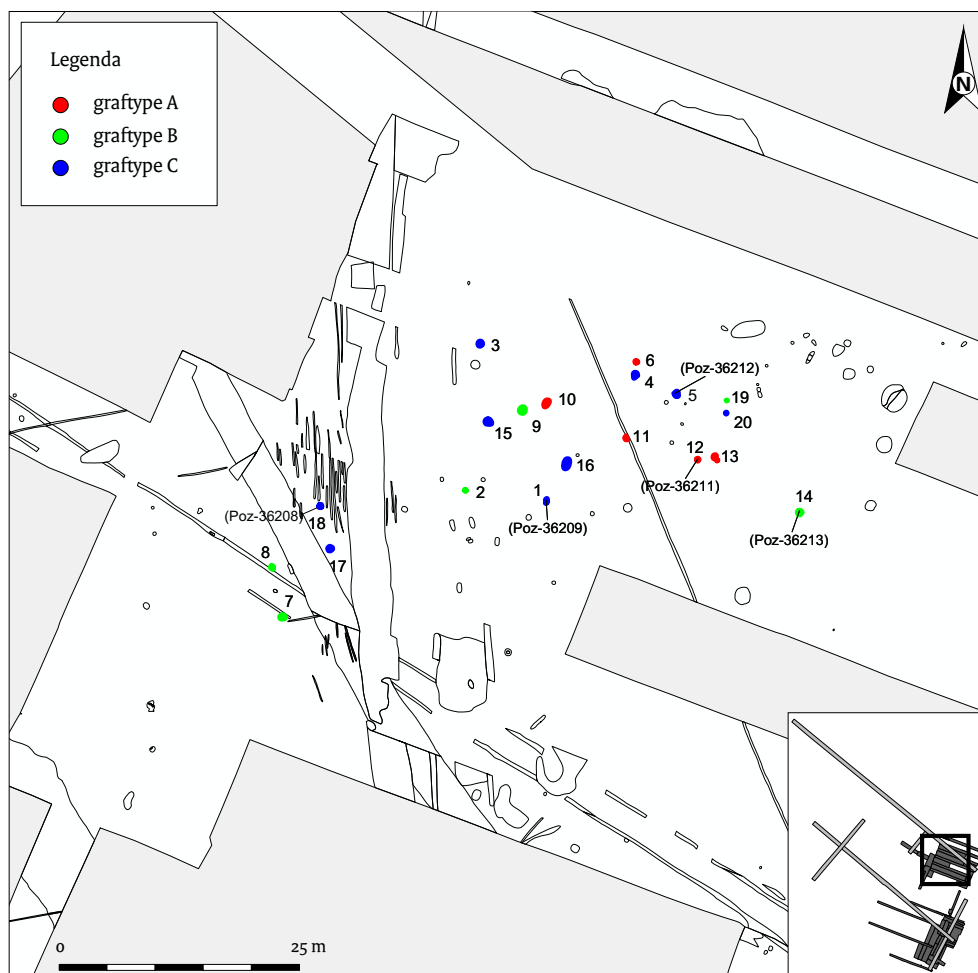 Legenda
graftype A
graftype B
graftype C
N
3
6
4
(Poz-36212)
5
19
20
10
9
15
11
12
13
16
(Poz-36211)
2
1
(Poz-36209)
14
(Poz-36213)
(Poz-36208)
18
17
8
7
0
25 m